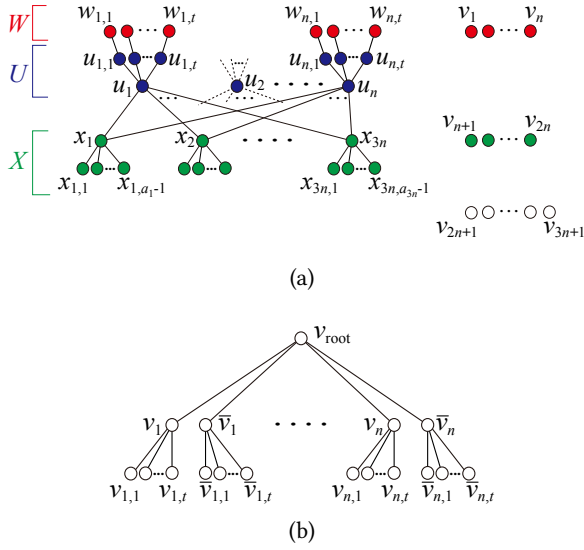 W w1,1 w1,t wn,1 wn,t v1 vn
U u1,1 u1,t un,1 un,t
u1 u2 un
X x1 x2 x3n vn+1 v2n
x1,1 x1,a1-1 x3n,1 x3n,a3n-1
v2n+1 v3n+1
(a)
vroot
v1 v̅1 vn v̅n
v1,1 v1,t v̅1,1 v̅1,t vn,1 vn,t v̅n,1 v̅n,t
(b)